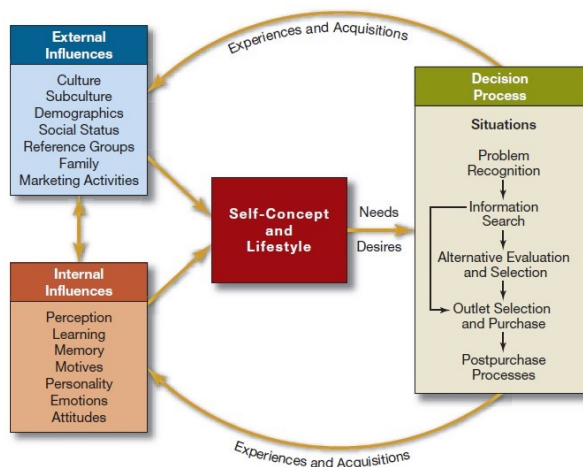 External
Influences
Culture
Subculture
Demographics
Social Status
Reference Groups
Family
Marketing Activities
Internal
Influences
Perception
Learning
Memory
Motives
Personality
Emotions
Attitudes
Experiences and Acquisitions
Self-Concept
and
Lifestyle
Needs
Desires
Experiences and Acquisitions
Decision
Process
Situations
Problem
Recognition
Information
Search
Alternative Evaluation
and Selection
Outlet Selection
and Purchase
Postpurchase
Processes